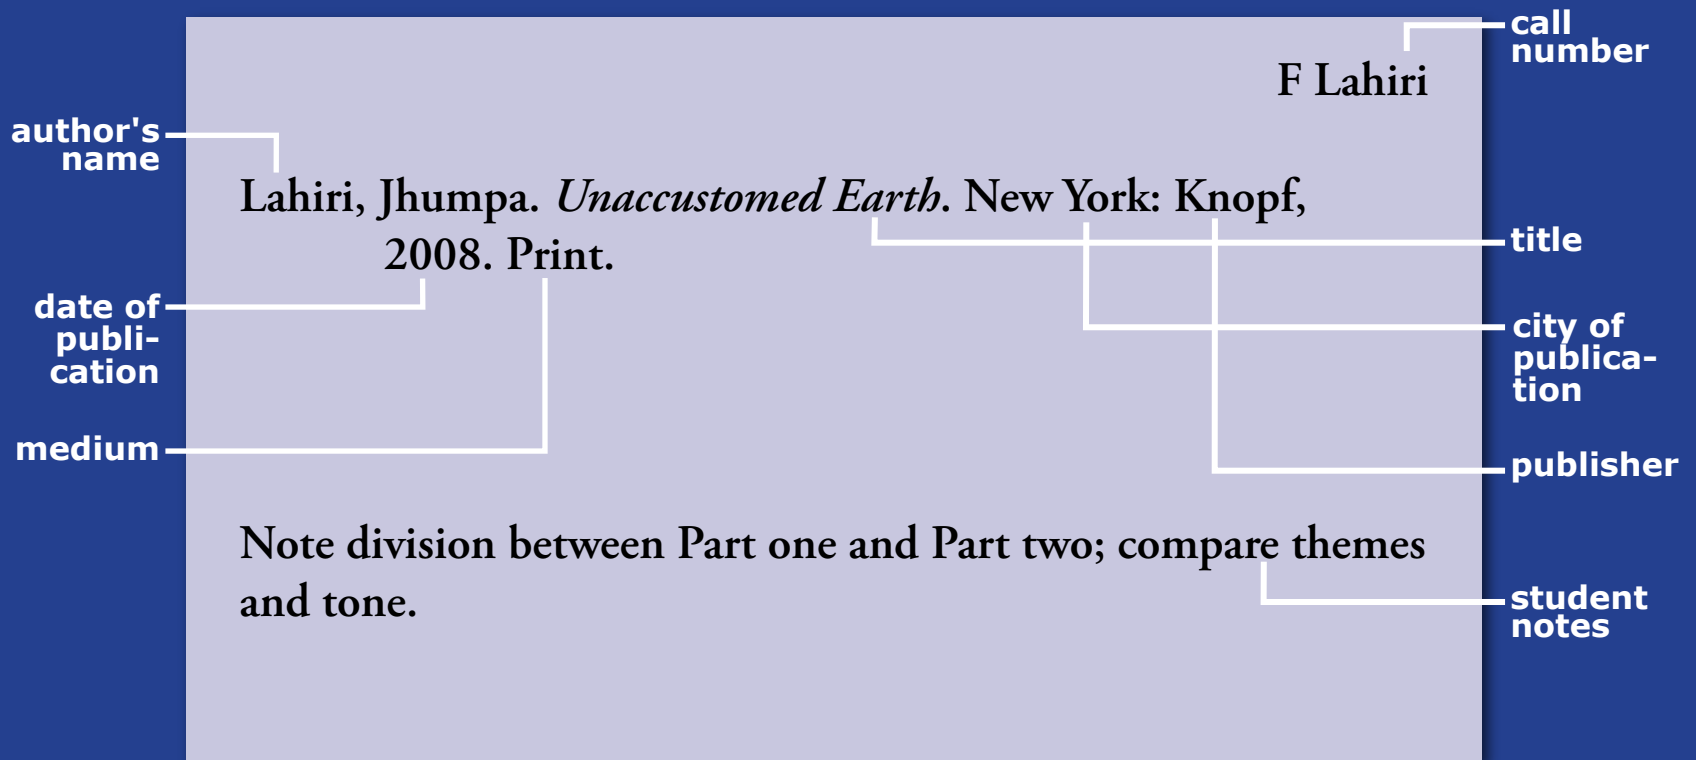 call
number
F Lahiri
author's
name
Lahiri, Jhumpa. Unaccustomed Earth. New York: Knopf,
title
2008. Print.
date of
publi-
cation
city of
publica-
tion
medium
publisher
Note division between Part one and Part two; compare themes
and tone.
student
notes